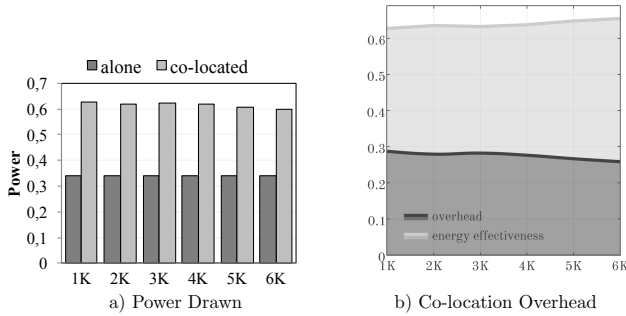 alone co-located
0,7
0,6
0,5
0,4
0,3
0,2
0,1
0
Power
1K 2K 3K 4K 5K 6K
a) Power Drawn
0.6
0.5
0.4
0.3
0.2
0.1
0
overhead
energy effectiveness
1K 2K 3K 4K 5K 6K
b) Co-location Overhead